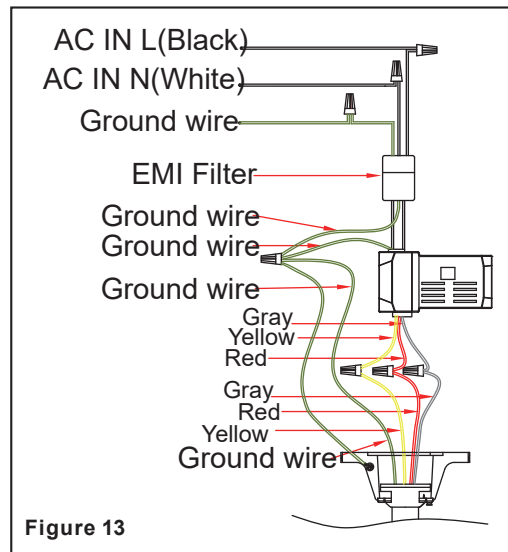 AC IN L(Black)
AC IN N(White)
Ground wire
EMI Filter
Ground wire
Ground wire
Ground wire
Gray
Yellow
Red
Gray
Red
Yellow
Ground wire
Figure 13